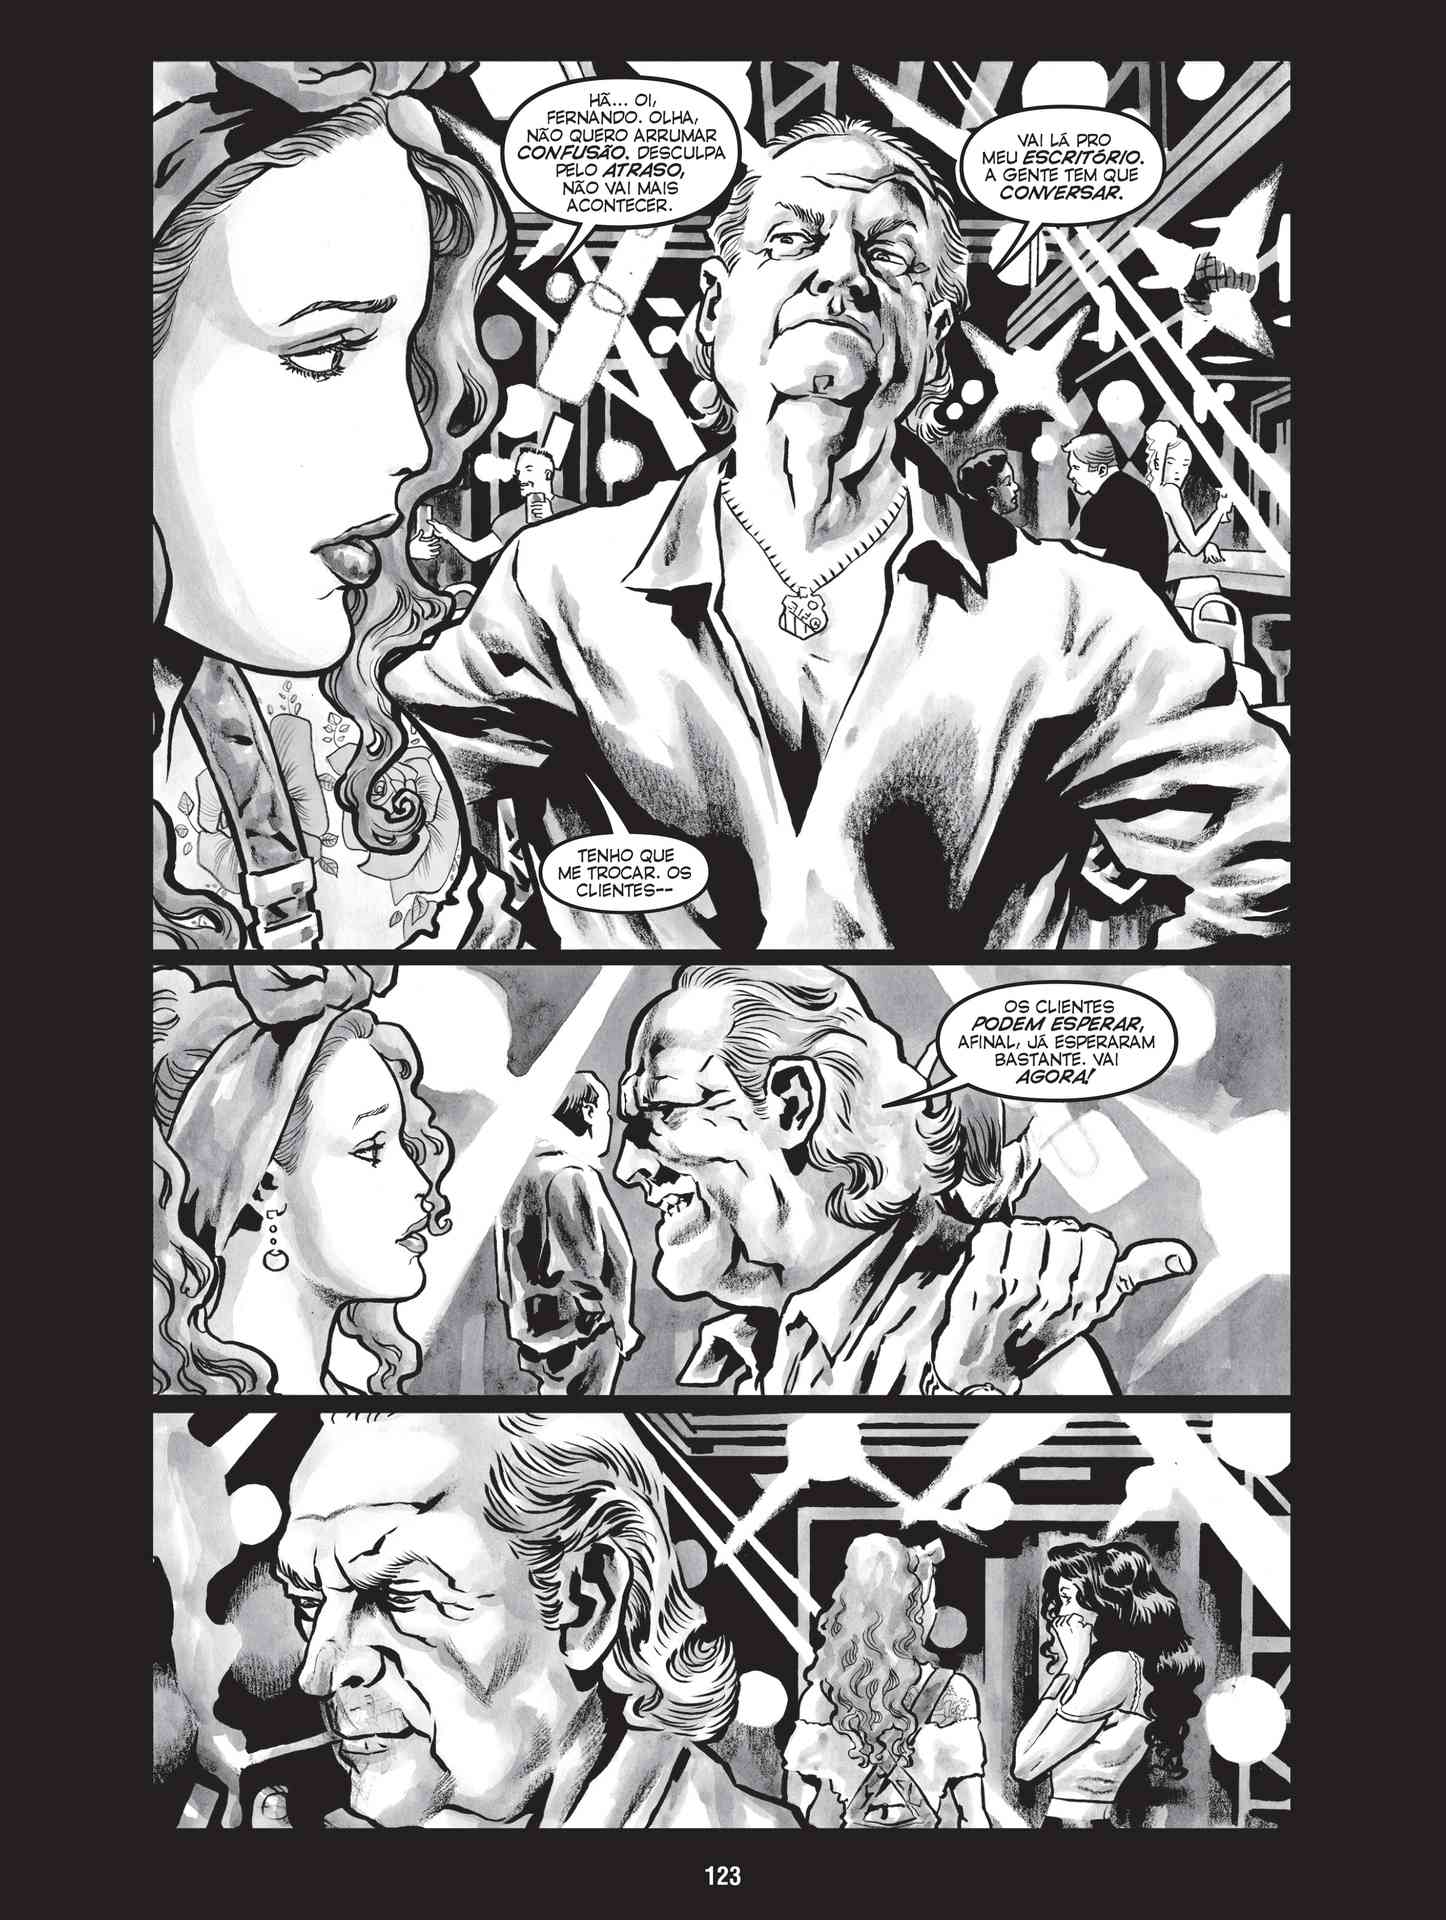 HÃ... OI,
FERNANDO. OLHA,
NÃO QUERO ARRUMAR
CONFUSÃO. DESCULPA
PELO ATRASO,
NÃO VAI MAIS
ACONTECER.
VAI LÁ PRO
MEU ESCRITÓRIO.
A GENTE TEM QUE
CONVERSAR.
TENHO QUE
ME TROCAR. OS
CLIENTES--
OS CLIENTES
PODEM ESPERAR,
AFINAL, JÁ ESPERARAM
BASTANTE. VAI
AGORA!
123